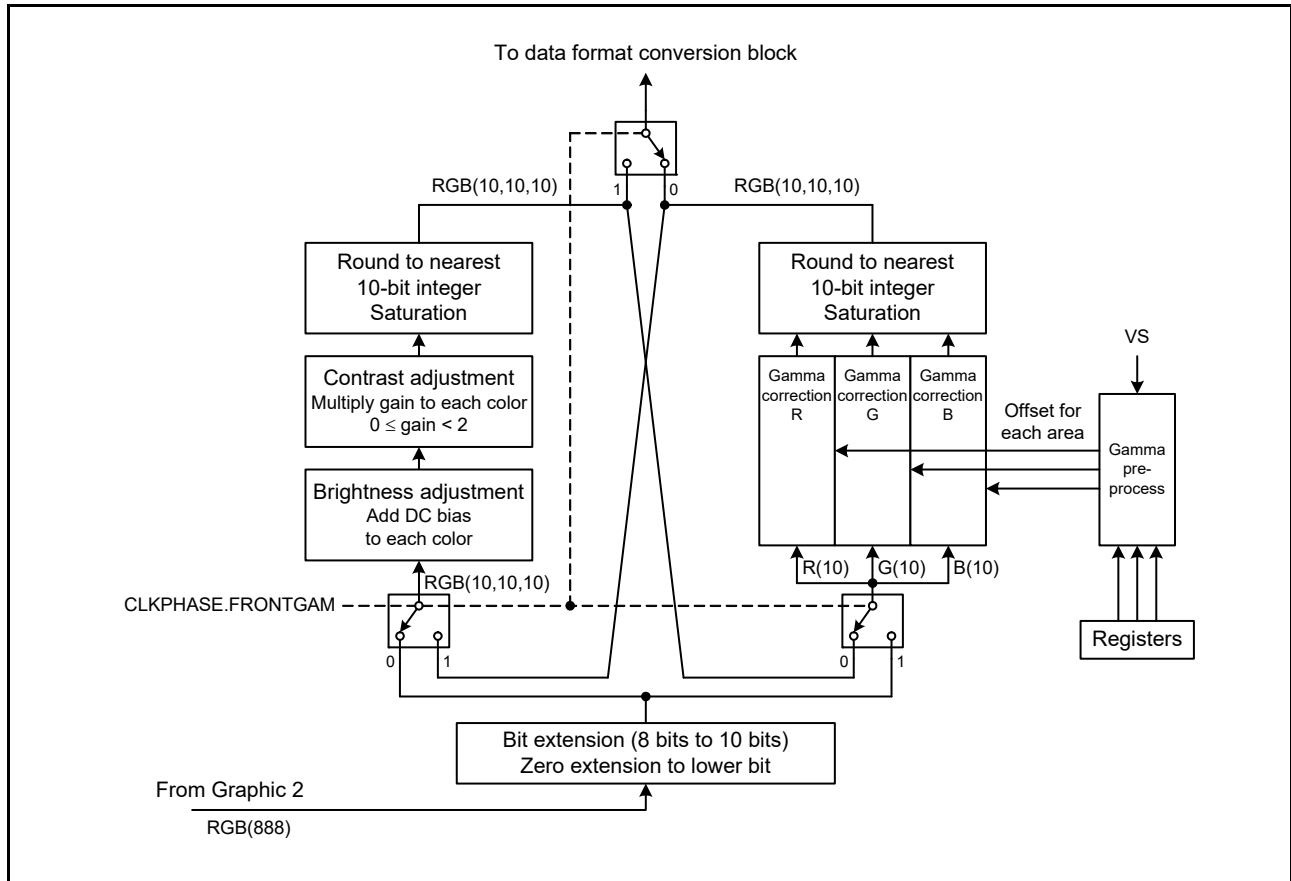 To data format conversion block
RGB(10,10,10)
1
0
RGB(10,10,10)
Round to nearest
10-bit integer
Saturation
Round to nearest
10-bit integer
Saturation
Contrast adjustment
Multiply gain to each color
0 ≤ gain < 2
Brightness adjustment
Add DC bias
to each color
Gamma
correction
R
Gamma
correction
G
Gamma
correction
B
Offset for
each area
VS
Gamma
pre-
process
Registers
RGB(10,10,10)
R(10)
G(10)
B(10)
CLKPHASE.FRONTGAM
0
1
0
1
Bit extension (8 bits to 10 bits)
Zero extension to lower bit
From Graphic 2
RGB(888)